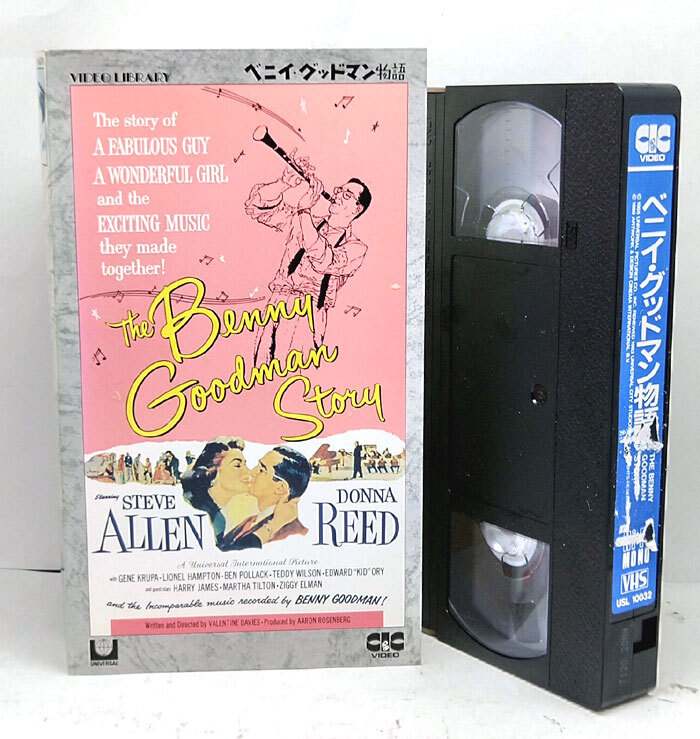 VIDEO LIBRARY
ベニイ・グッドマン物語
The story of
A FABULOUS GUY
A WONDERFUL GIRL
and the
EXCITING MUSIC
they made
together!
The Benny
Goodman
Story
Starring
STEVE
ALLEN
DONNA
REED
A Universal International Picture
with GENE KRUPA • LIONEL HAMPTON • BEN POLLACK • TEDDY WILSON • EDWARD "KID" ORY
and guest stars HARRY JAMES • MARTHA TILTON • ZIGGY ELMAN
and the Incomparable music recorded by BENNY GOODMAN!
Written and Directed by VALENTINE DAVIES • Produced by AARON ROSENBERG
UNIVERSAL
CIC
VIDEO
CIC
VIDEO
ベニイ・グッドマン物語
THE BENNY
GOODMAN
MONO
VHS
USL 10032